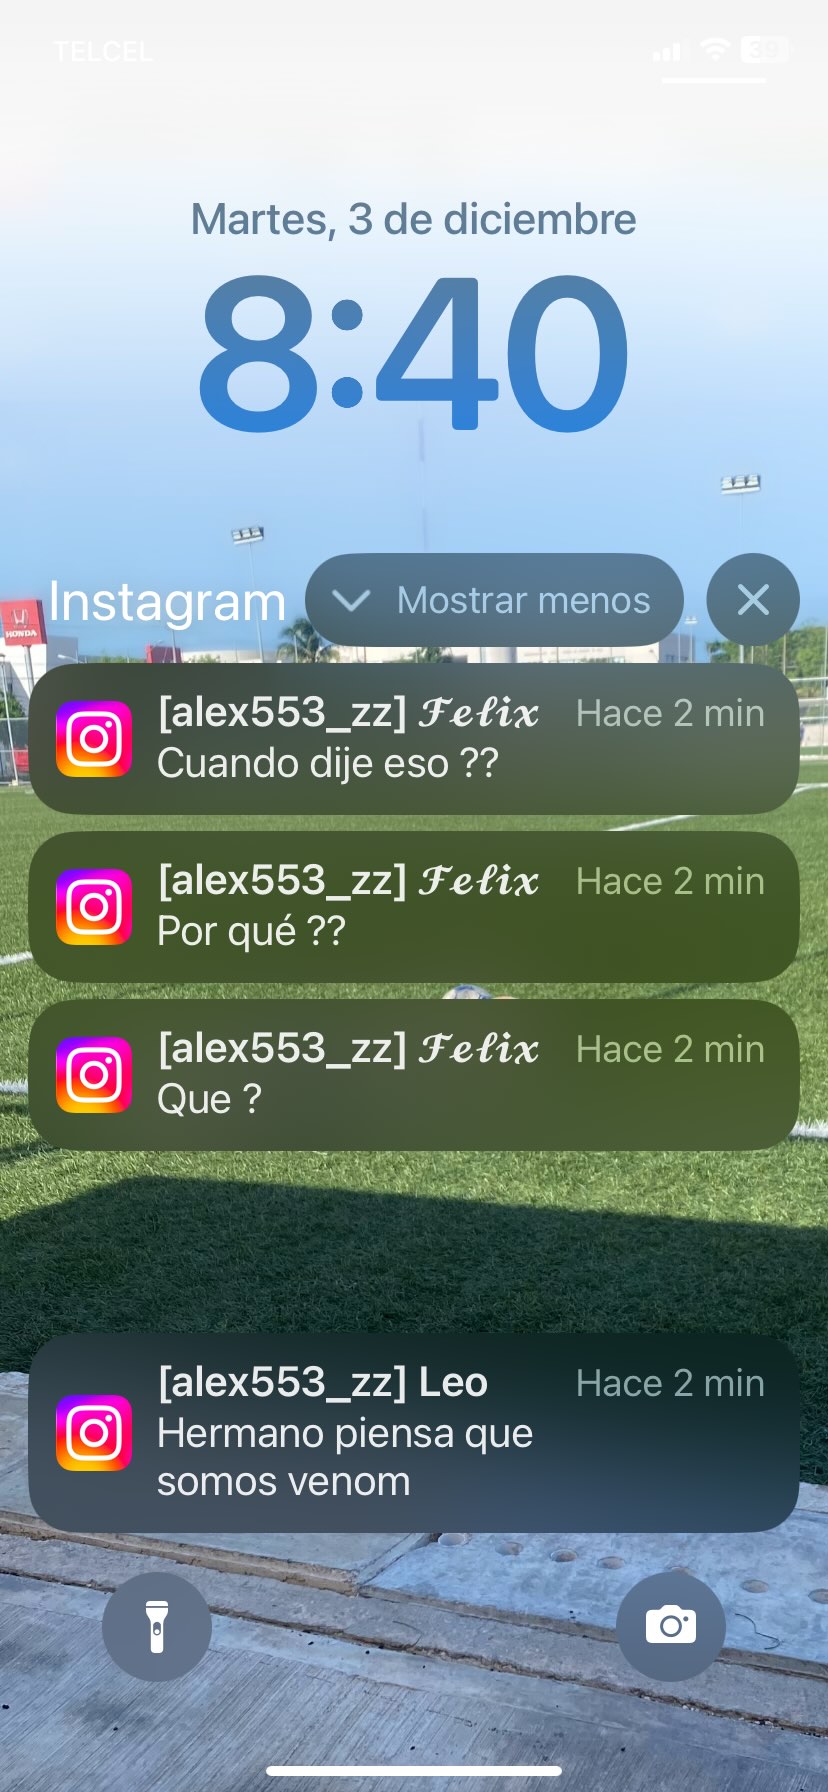 TELCEL
39
Martes, 3 de diciembre
8:40
Instagram
Mostrar menos
HONDA
[alex553_zz] 𝓕𝓮𝓵𝓲𝔁 Hace 2 min
Cuando dije eso ??
[alex553_zz] 𝓕𝓮𝓵𝓲𝔁 Hace 2 min
Por qué ??
[alex553_zz] 𝓕𝓮𝓵𝓲𝔁 Hace 2 min
Que ?
[alex553_zz] Leo Hace 2 min
Hermano piensa que
somos venom